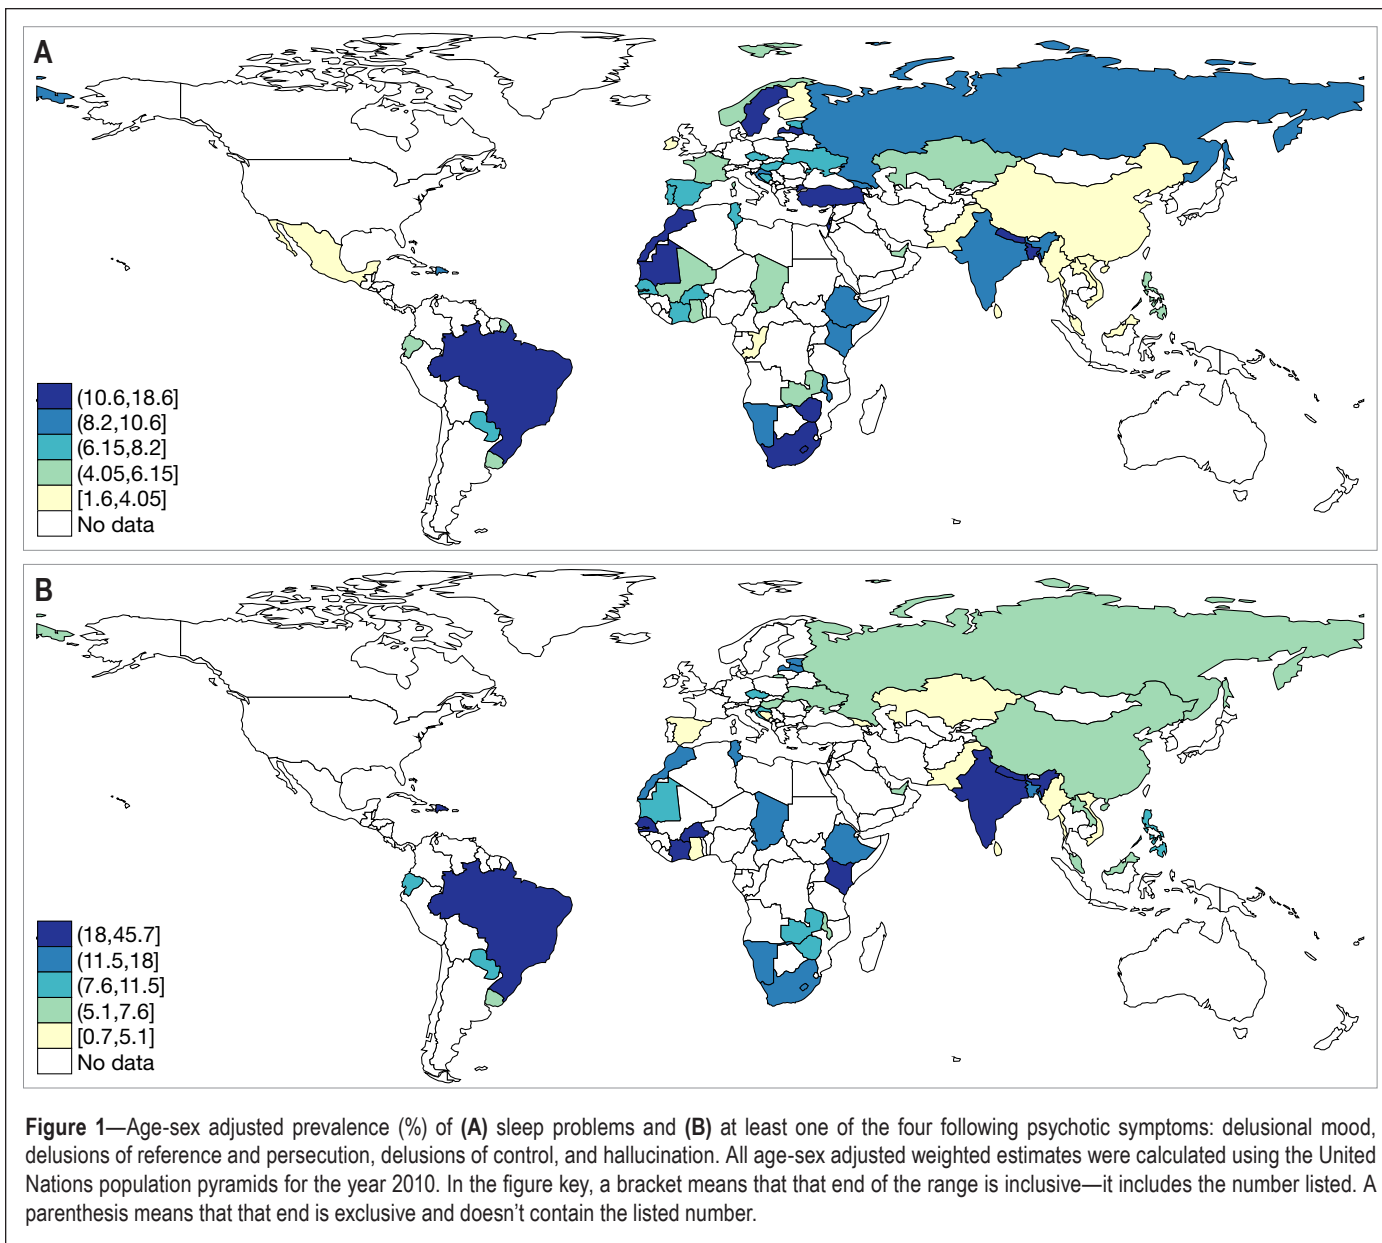 A
(10.6,18.6]
(8.2,10.6]
(6.15,8.2]
(4.05,6.15]
[1.6,4.05]
No data
B
(18,45.7]
(11.5,18]
(7.6,11.5]
(5.1,7.6]
[0.7,5.1]
No data
Figure 1—Age-sex adjusted prevalence (%) of (A) sleep problems and (B) at least one of the four following psychotic symptoms: delusional mood,
delusions of reference and persecution, delusions of control, and hallucination. All age-sex adjusted weighted estimates were calculated using the United
Nations population pyramids for the year 2010. In the figure key, a bracket means that that end of the range is inclusive—it includes the number listed. A
parenthesis means that that end is exclusive and doesn’t contain the listed number.